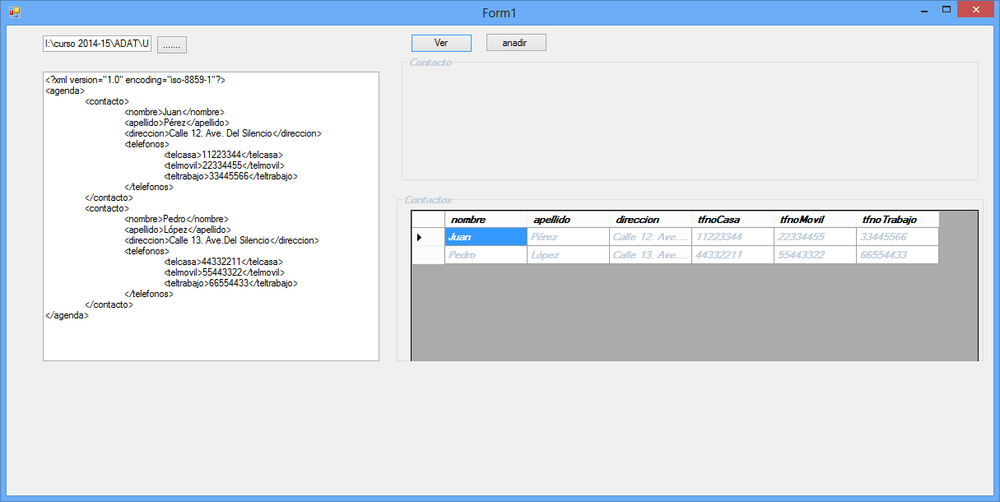 Form1
I:\curso 2014-15\ADAT\U
.......
Ver
anadir
<?xml version="1.0" encoding="iso-8859-1"?>
<agenda>
<contacto>
<nombre>Juan</nombre>
<apellido>Pérez</apellido>
<direccion>Calle 12. Ave. Del Silencio</direccion>
<telefonos>
<telcasa>11223344</telcasa>
<telmovil>22334455</telmovil>
<teltrabajo>33445566</teltrabajo>
</telefonos>
</contacto>
<contacto>
<nombre>Pedro</nombre>
<apellido>López</apellido>
<direccion>Calle 13. Ave.Del Silencio</direccion>
<telefonos>
<telcasa>44332211</telcasa>
<telmovil>55443322</telmovil>
<teltrabajo>66554433</teltrabajo>
</telefonos>
</contacto>
</agenda>
Contacto
Contactos
nombre apellido direccion tfnoCasa tfnoMovil tfnoTrabajo
Juan Pérez Calle 12. Ave.... 11223344 22334455 33445566
Pedro López Calle 13. Ave.... 44332211 55443322 66554433